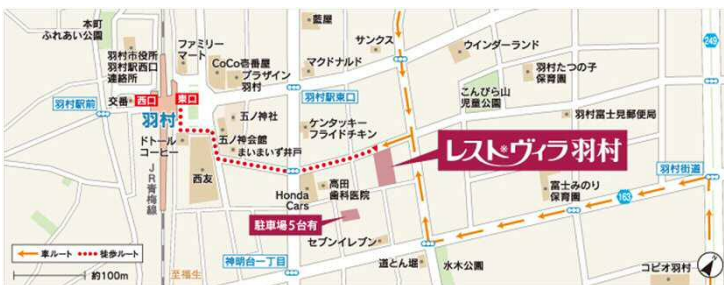 本町
ふれあい公園
藍屋
サンクス
ウインダーランド
249
羽村市役所
羽村駅西口
連絡所
ファミリー
マート
CoCo壱番屋
プラザイン
羽村
マクドナルド
羽村たつの子
保育園
こんぴら山
児童公園
羽村駅前
交番
西口
東口
羽村
羽村駅東口
五ノ神社
ケンタッキー
フライドチキン
羽村富士見郵便局
ドトール
コーヒー
五ノ神会館
まいまいず井戸
レストヴィラ羽村
JR青梅線
西友
Honda
Cars
高田
歯科医院
富士みのり
保育園
羽村街道
163
駐車場5台有
セブンイレブン
車ルート
徒歩ルート
約100m
至福生
神明台一丁目
道とん堀
水木公園
コピオ羽村